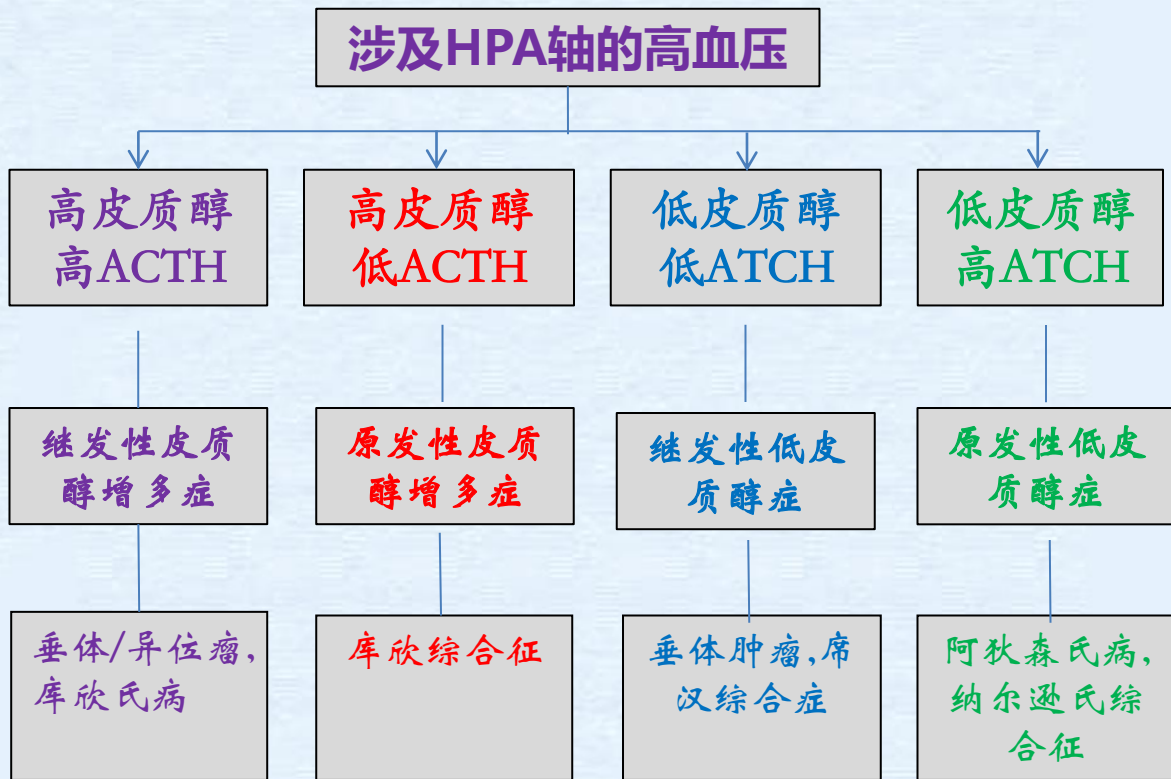 涉及HPA轴的高血压
高皮质醇
高ACTH
高皮质醇
低ACTH
低皮质醇
低ATCH
低皮质醇
高ATCH
继发性皮质
醇增多症
原发性皮质
醇增多症
继发性低皮
质醇症
原发性低皮
质醇症
垂体/异位瘤,
库欣氏病
库欣综合征
垂体肿瘤,席
汉综合症
阿狄森氏病,
纳尔逊氏综
合征